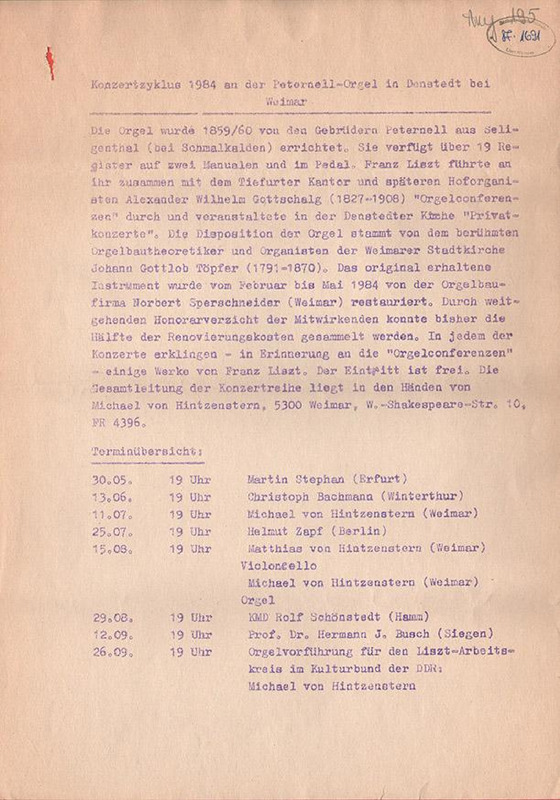 195
87 1691
Konzertzyklus 1984 an der Peternell-Orgel in Denstedt bei
Weimar
Die Orgel wurde 1859/60 von den Gebrüdern Peternell aus Seli-
genthal (bei Schmalkalden) errichtet. Sie verfügt über 19 Re-
gister auf zwei Manualen und im Pedal. Franz Liszt führte an
ihr zusammen mit dem Tiefurter Kantor und späteren Hoforgani-
sten Alexander Wilhelm Gottschalg (1827-1908) "Orgelconferen-
zen" durch und veranstaltete in der Denstedter Kirche "Privat-
konzerte". Die Disposition der Orgel stammt von dem berühmten
Orgelbautheoretiker und Organisten der Weimarer Stadtkirche
Johann Gottlob Töpfer (1791-1870). Das original erhaltene
Instrument wurde vom Februar bis Mai 1984 von der Orgelbau-
firma Norbert Sperschneider (Weimar) restauriert. Durch weit-
gehenden Honorarverzicht der Mitwirkenden konnte bisher die
Hälfte der Renovierungskosten gesammelt werden. In jedem der
Konzerte erklingen - in Erinnerung an die "Orgelconferenzen"
- einige Werke von Franz Liszt. Der Eintritt ist frei. Die
Gesamtleitung der Konzertreihe liegt in den Händen von
Michael von Hintzenstern, 5300 Weimar, W.-Shakespeare-Str. 10,
FR 4396.
Terminübersicht:
30.05. 19 Uhr Martin Stephan (Erfurt)
13.06. 19 Uhr Christoph Bachmann (Winterthur)
11.07. 19 Uhr Michael von Hintzenstern (Weimar)
25.07. 19 Uhr Helmut Zapf (Berlin)
15.08. 19 Uhr Matthias von Hintzenstern (Weimar)
Violoncello
Michael von Hintzenstern (Weimar)
Orgel
29.08. 19 Uhr KMD Rolf Schönstedt (Hamm)
12.09. 19 Uhr Prof. Dr. Hermann J. Busch (Siegen)
26.09. 19 Uhr Orgelvorführung für den Liszt-Arbeits-
kreis im Kulturbund der DDR:
Michael von Hintzenstern